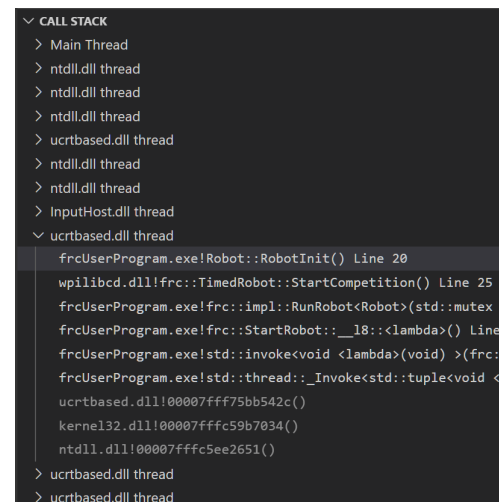 CALL STACK
Main Thread
ntdll.dll thread
ntdll.dll thread
ntdll.dll thread
ucrtbased.dll thread
ntdll.dll thread
ntdll.dll thread
InputHost.dll thread
ucrtbased.dll thread
frcUserProgram.exe!Robot::RobotInit() Line 20
wpilibcd.dll!frc::TimedRobot::StartCompetition() Line 25
frcUserProgram.exe!frc::impl::RunRobot<Robot>(std::mutex
frcUserProgram.exe!frc::StartRobot::__l8::<lambda>() Line
frcUserProgram.exe!std::invoke<void <lambda>(void) >(frc:
frcUserProgram.exe!std::thread::_Invoke<std::tuple<void <
ucrtbased.dll!00007fff75bb542c()
kernel32.dll!00007fffc59b7034()
ntdll.dll!00007fffc5ee2651()
ucrtbased.dll thread
ucrtbased.dll thread